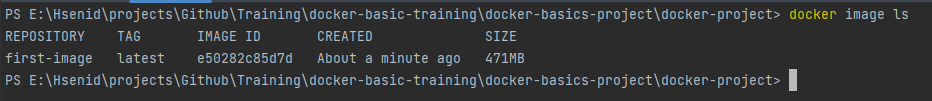 PS E:\Hsenid\projects\Github\Training\docker-basic-training\docker-basics-project\docker-project> docker image ls
REPOSITORY    TAG       IMAGE ID       CREATED              SIZE
first-image   latest    e50282c85d7d   About a minute ago   471MB
PS E:\Hsenid\projects\Github\Training\docker-basic-training\docker-basics-project\docker-project>